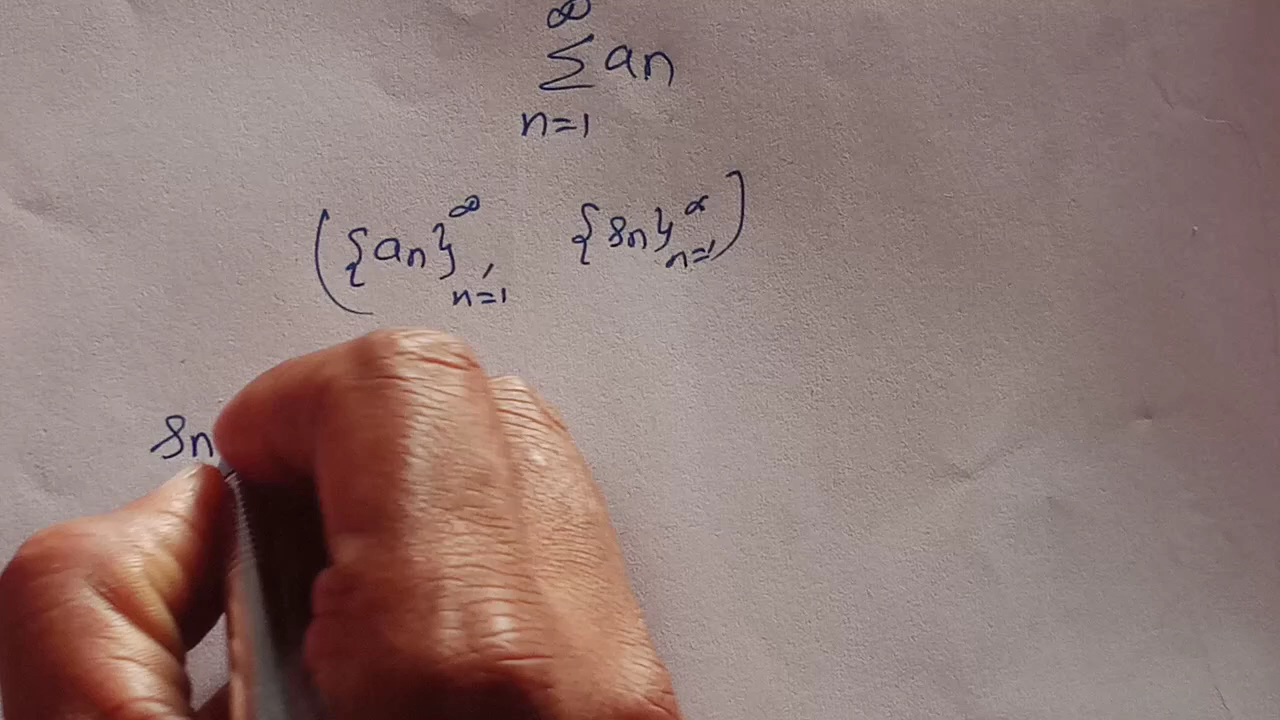 ∞
∑ an
n=1
({an}∞n=1, {sn}∝n=1)
sn